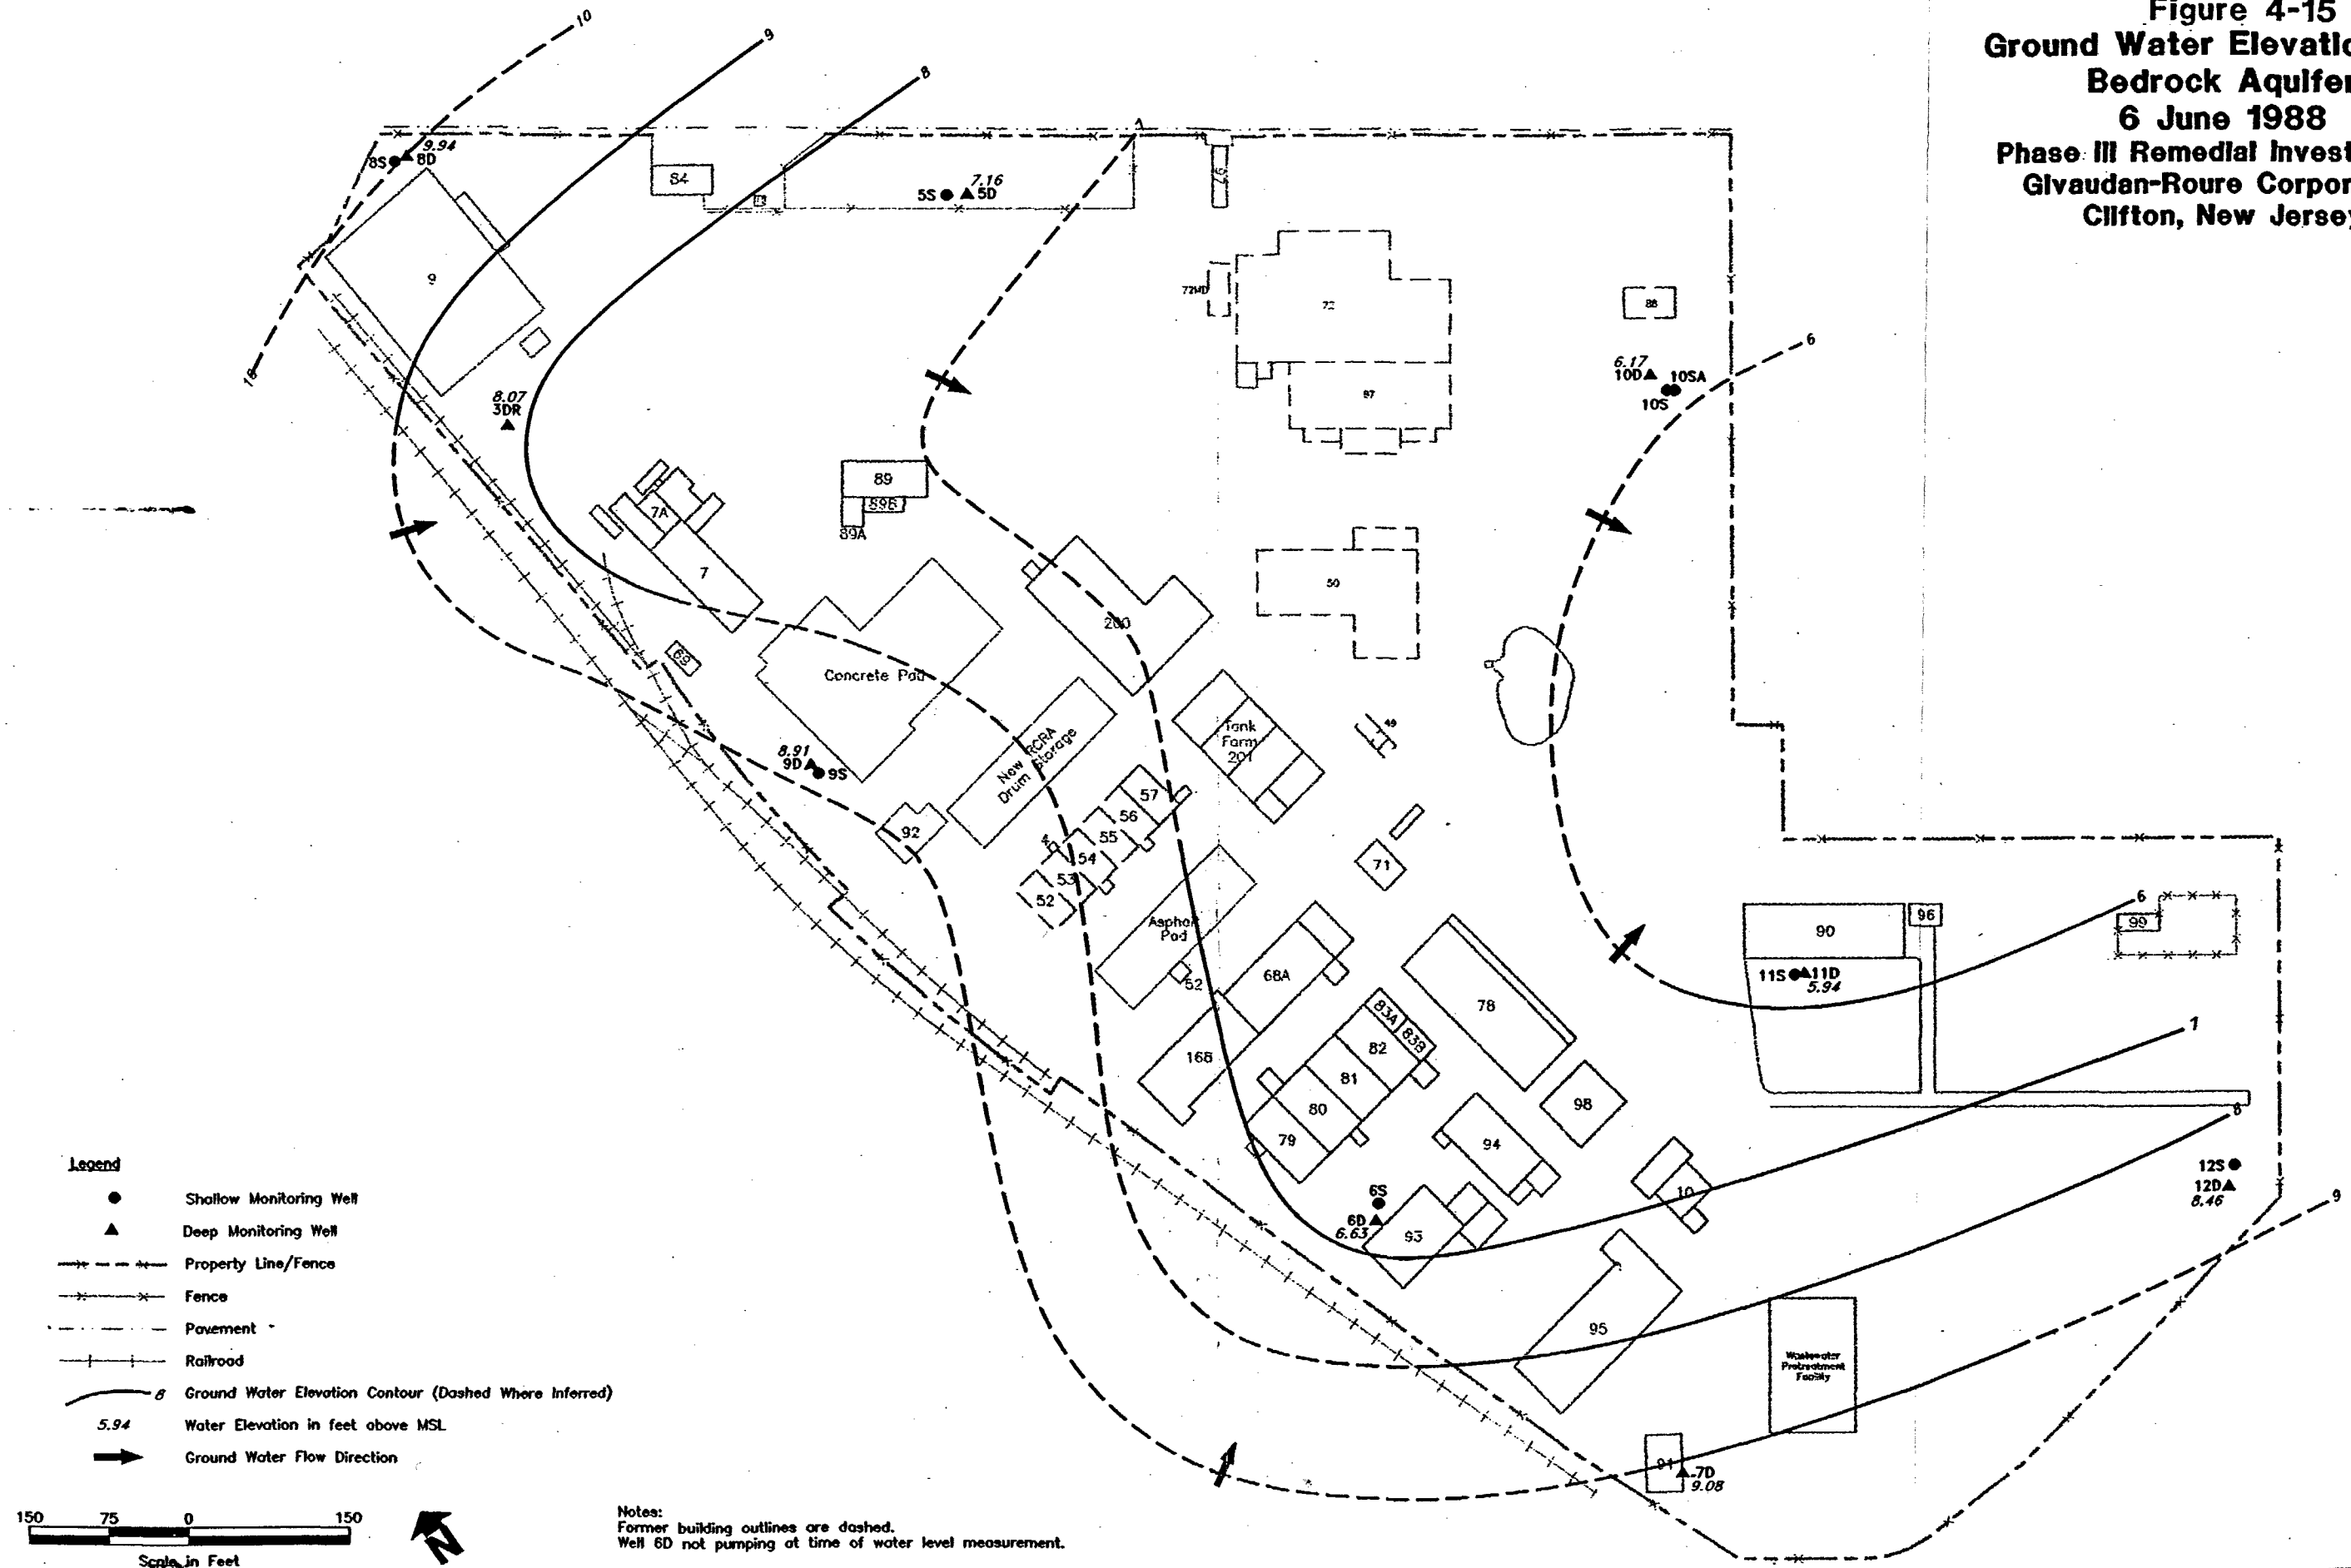 Figure 4-15
Ground Water Elevatio
Bedrock Aquifer
6 June 1988
Phase III Remedial Invest
Givaudan-Roure Corpor
Clifton, New Jersey
10
9
8
7
9.94
8S
8D
84
97
7.16
5S
5D
9
72MD
72
88
6
6.17
10D
10SA
10S
87
10
8.07
3DR
89
89B
89A
7A
7
50
200
69
Concrete Pad
Tank
Farm
201
49
New RCRA
Drum Storage
8.91
9D
9S
57
56
55
54
53
52
4
92
71
Asphalt
Pad
52
90
96
99
6
11S
11D
5.94
68A
78
168
83A
83B
82
81
80
79
98
94
7
8
10
12S
12D
8.46
9
6S
6D
6.63
93
95
Wastewater
Pretreatment
Facility
91
7D
9.08
Legend
Shallow Monitoring Well
Deep Monitoring Well
Property Line/Fence
Fence
Pavement
Railroad
8 Ground Water Elevation Contour (Dashed Where Inferred)
5.94 Water Elevation in feet above MSL
Ground Water Flow Direction
150 75 0 150
Scale in Feet
N
Notes:
Former building outlines are dashed.
Well 6D not pumping at time of water level measurement.